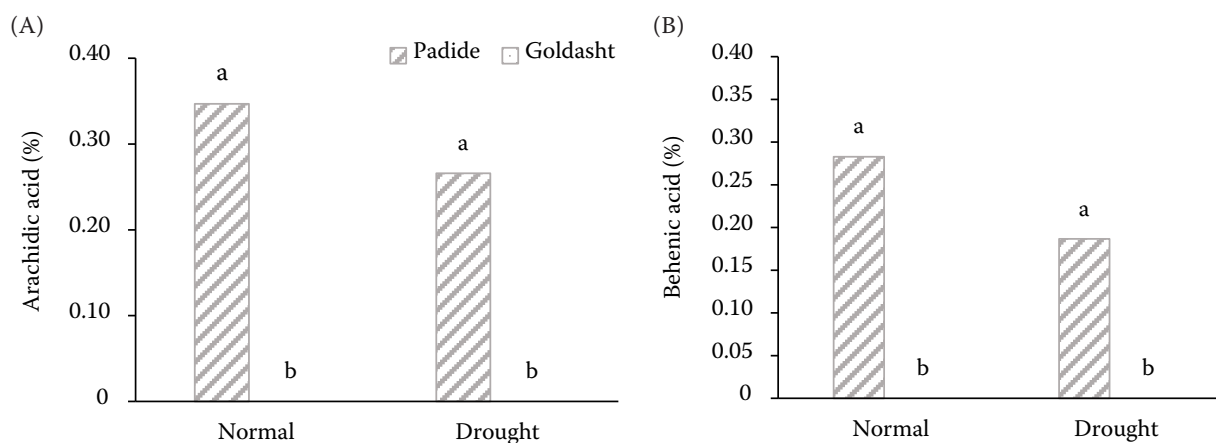 (A)
Arachidic acid (%)
0.40
0.30
0.20
0.10
0
Padide Goldasht
a
a
b
b
Normal Drought
(B)
Behenic acid (%)
0.40
0.35
0.30
0.25
0.20
0.15
0.10
0.05
0
a
a
b
b
Normal Drought